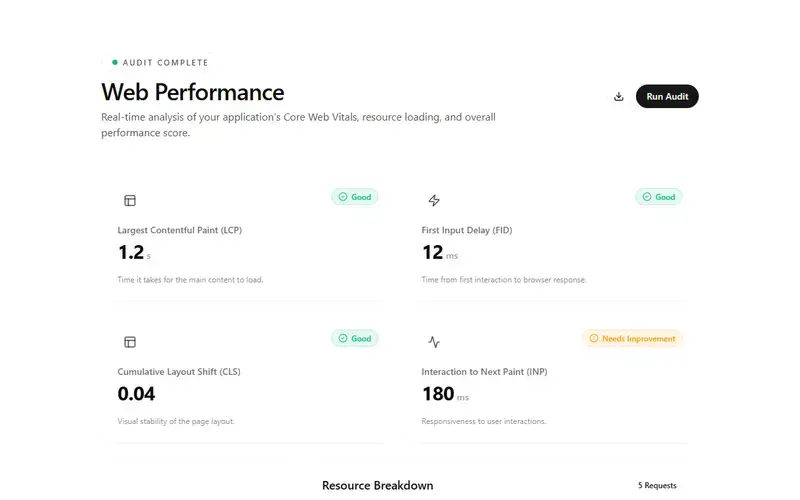 AUDIT COMPLETE
Web Performance
Run Audit
Real-time analysis of your application's Core Web Vitals, resource loading, and overall
performance score.
Good
Largest Contentful Paint (LCP)
1.2 s
Time it takes for the main content to load.
Good
First Input Delay (FID)
12 ms
Time from first interaction to browser response.
Good
Cumulative Layout Shift (CLS)
0.04
Visual stability of the page layout.
Needs Improvement
Interaction to Next Paint (INP)
180 ms
Responsiveness to user interactions.
Resource Breakdown
5 Requests